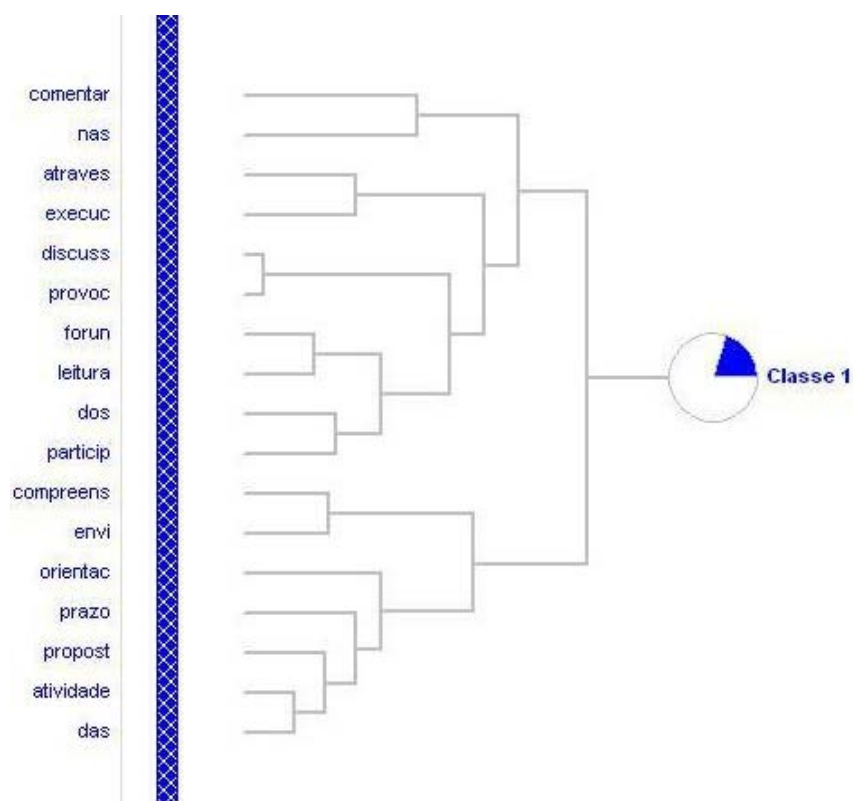 comentar
nas
atraves
execuc
discuss
provoc
forun
leitura
dos
particip
compreens
envi
orientac
prazo
propost
atividade
das
Classe 1